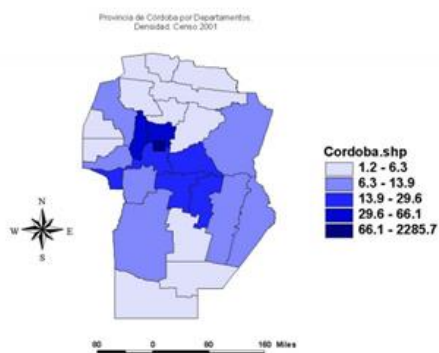 Provincia de Córdoba por Departamentos.
Densidad. Censo 2001
Cordoba.shp
1.2 - 6.3
6.3 - 13.9
13.9 - 29.6
29.6 - 66.1
66.1 - 2285.7
N
W E
S
80 0 80 160 Miles